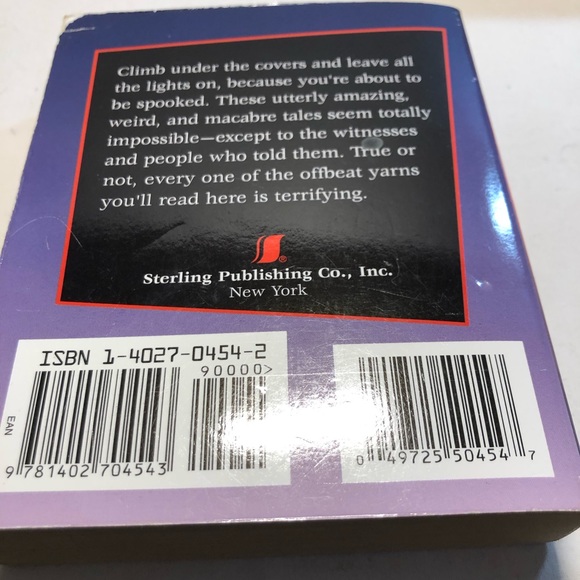 Climb under the covers and leave all
the lights on, because you're about to
be spooked. These utterly amazing,
weird, and macabre tales seem totally
impossible—except to the witnesses
and people who told them. True or
not, every one of the offbeat yarns
you'll read here is terrifying.
®
Sterling Publishing Co., Inc.
New York
ISBN 1-4027-0454-2
90000>
EAN
9 781402 704543
0 49725 50454 7